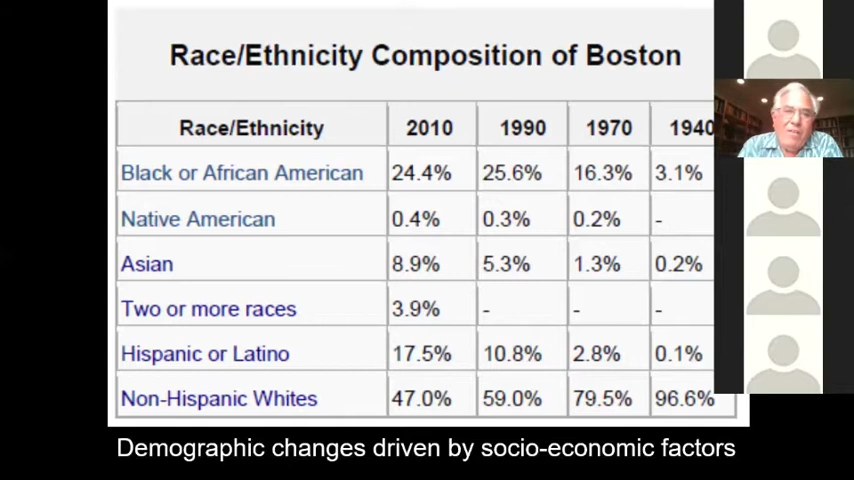 Race/Ethnicity Composition of Boston
Race/Ethnicity 2010 1990 1970 1940
Black or African American 24.4% 25.6% 16.3% 3.1%
Native American 0.4% 0.3% 0.2% -
Asian 8.9% 5.3% 1.3% 0.2%
Two or more races 3.9% - - -
Hispanic or Latino 17.5% 10.8% 2.8% 0.1%
Non-Hispanic Whites 47.0% 59.0% 79.5% 96.6%
Demographic changes driven by socio-economic factors